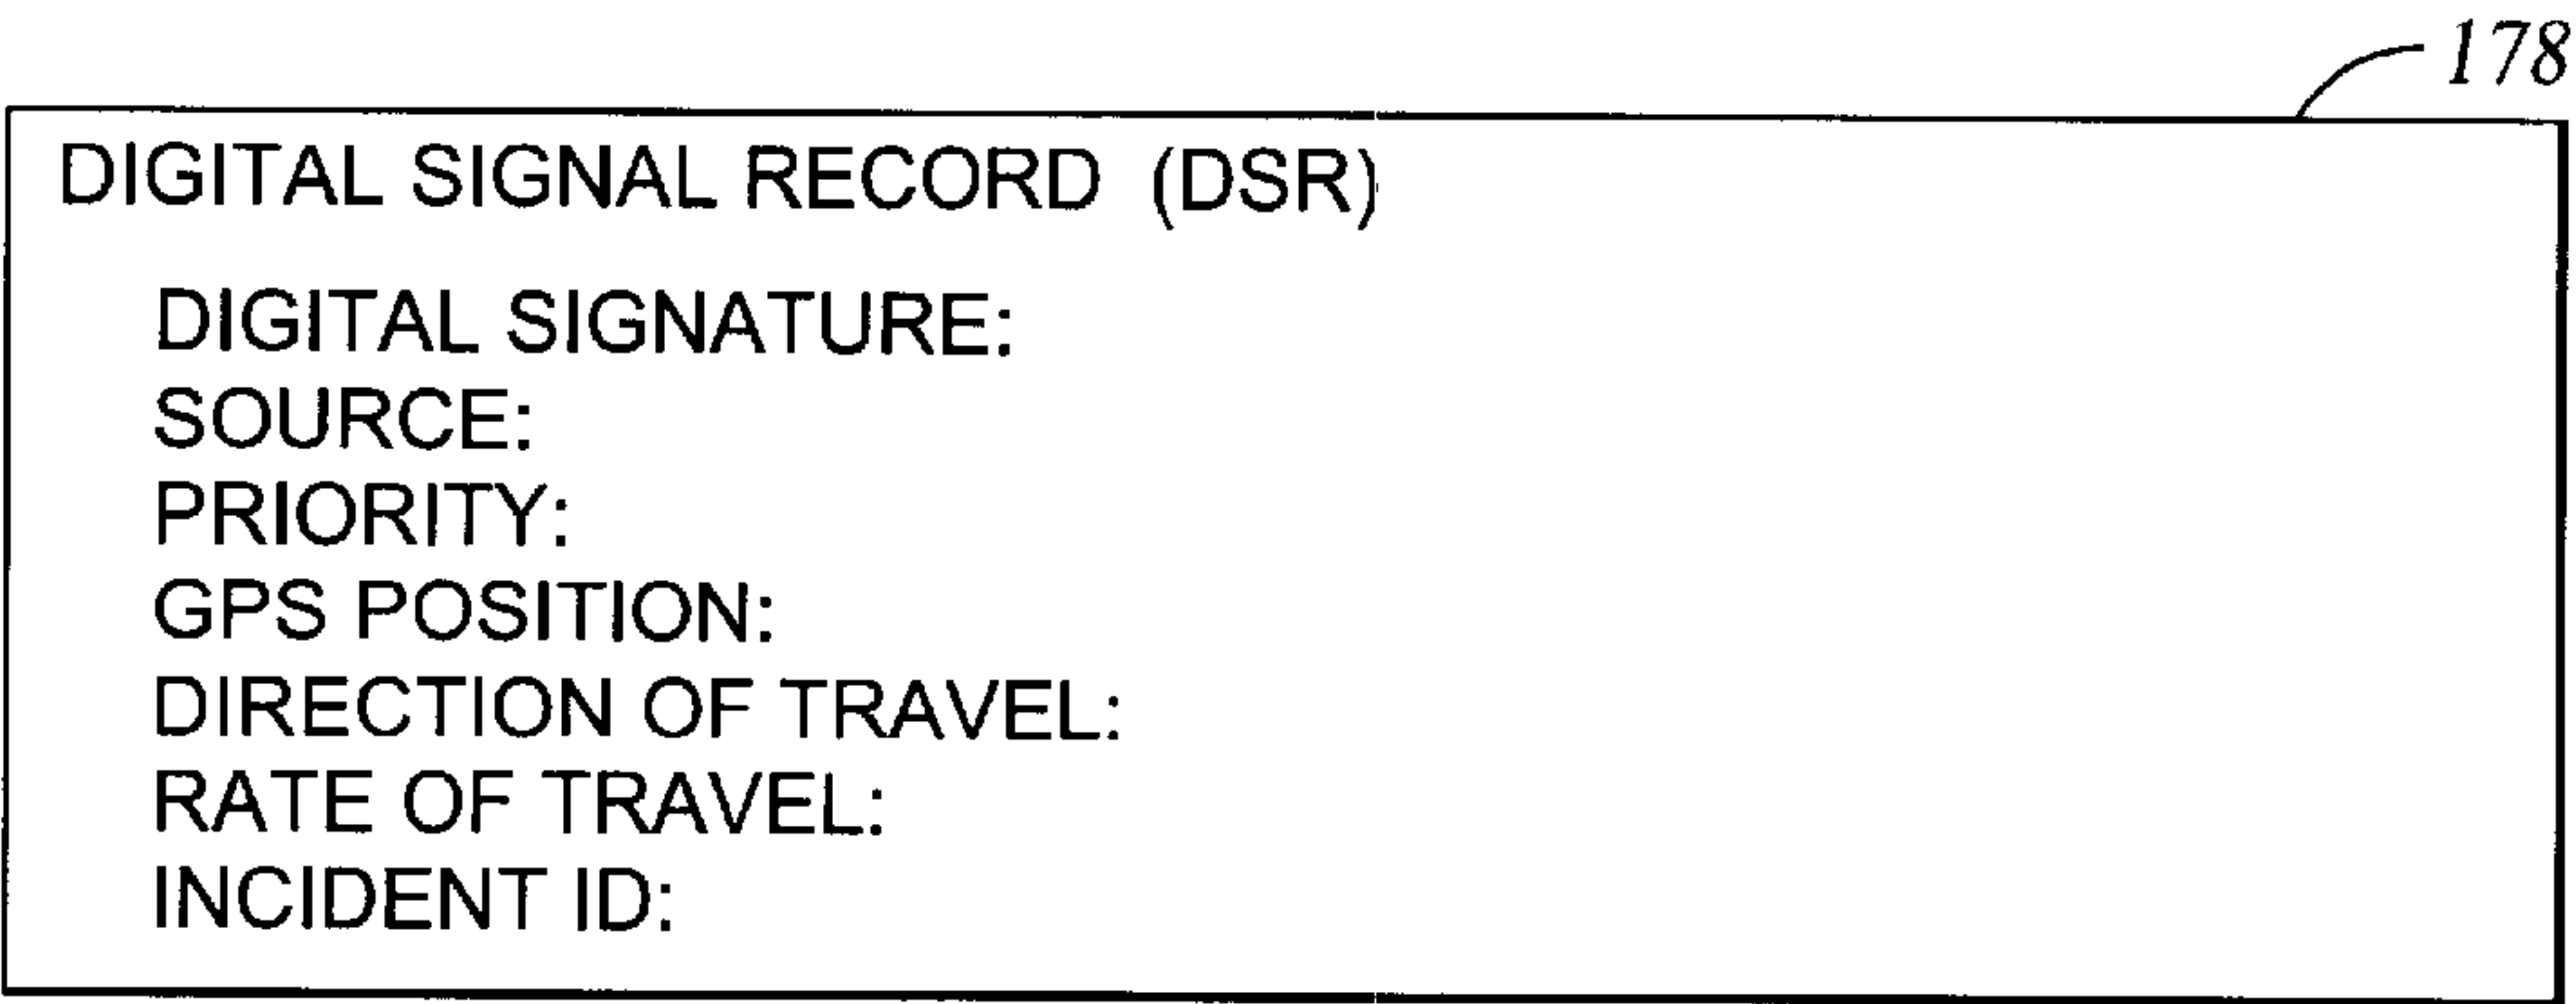 178
DIGITAL SIGNAL RECORD (DSR)
DIGITAL SIGNATURE:
SOURCE:
PRIORITY:
GPS POSITION:
DIRECTION OF TRAVEL:
RATE OF TRAVEL:
INCIDENT ID: